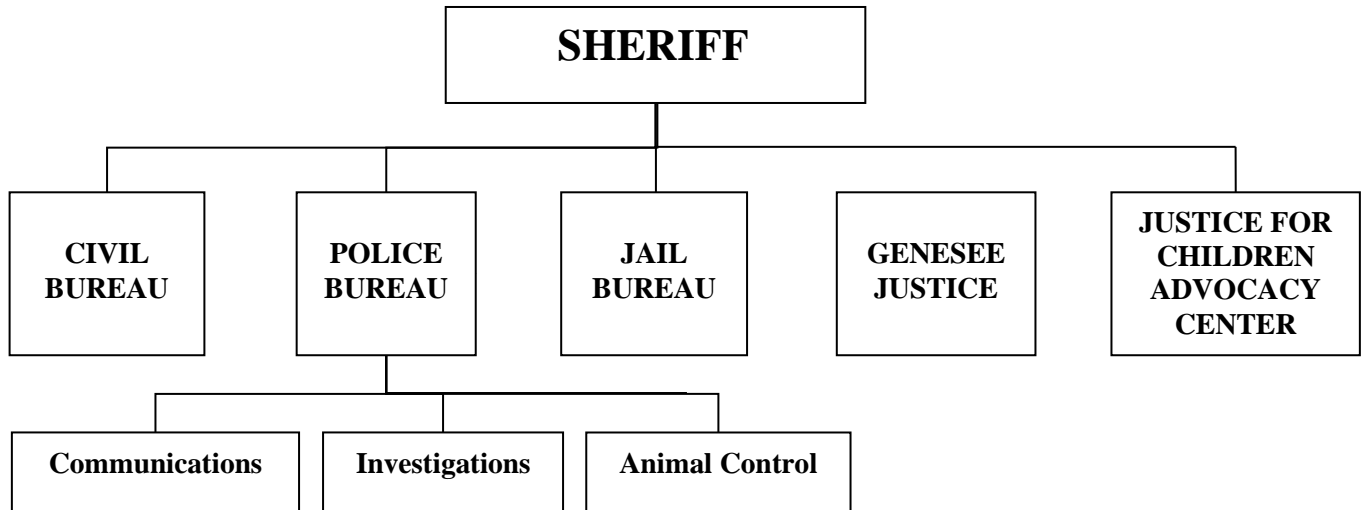 SHERIFF
CIVIL
BUREAU
POLICE
BUREAU
JAIL
BUREAU
GENESEE
JUSTICE
JUSTICE FOR
CHILDREN
ADVOCACY
CENTER
Communications
Investigations
Animal Control